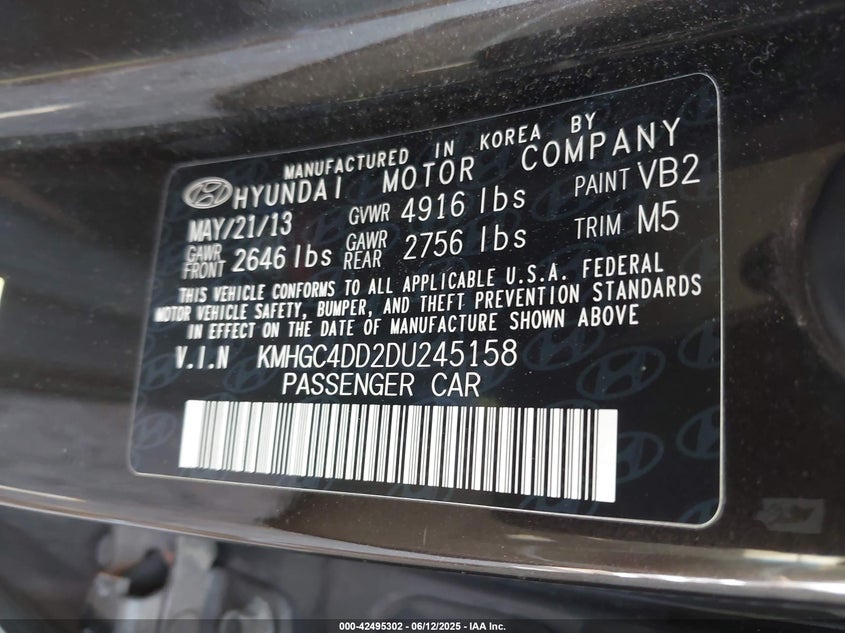 MANUFACTURED IN KOREA BY
HYUNDAI MOTOR COMPANY
MAY/21/13 GVWR 4916 lbs PAINT VB2
GAWR FRONT 2646 lbs GAWR REAR 2756 lbs TRIM M5
THIS VEHICLE CONFORMS TO ALL APPLICABLE U.S.A. FEDERAL
MOTOR VEHICLE SAFETY, BUMPER, AND THEFT PREVENTION STANDARDS
IN EFFECT ON THE DATE OF MANUFACTURE SHOWN ABOVE
V.I.N KMHGC4DD2DU245158
PASSENGER CAR
000-42495302 - 06/12/2025 - IAA Inc.